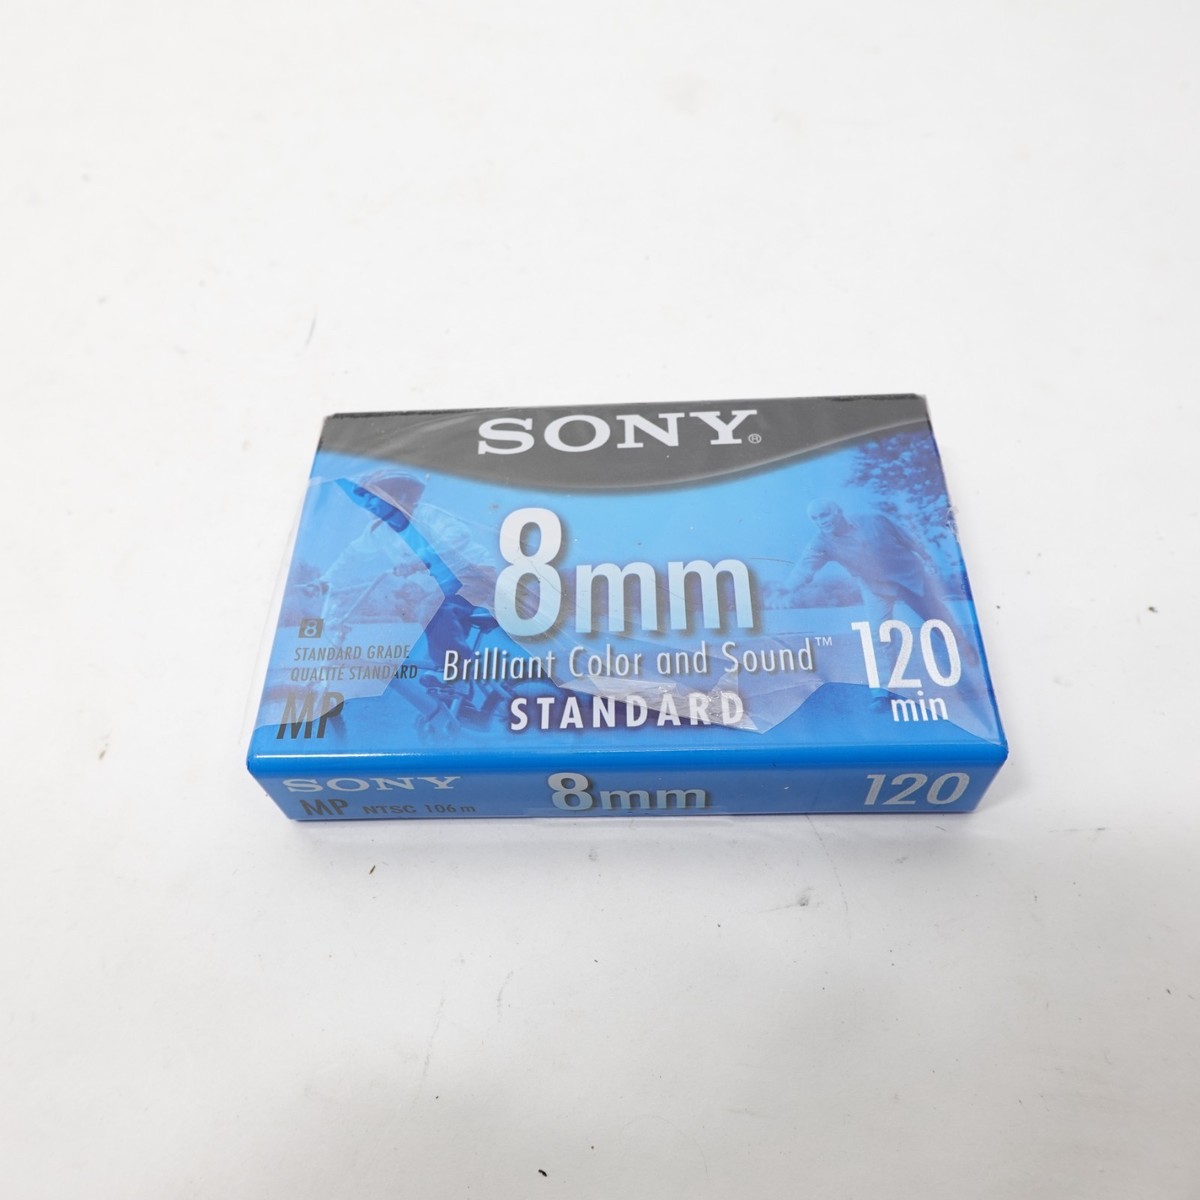 SONY®
8mm
Brilliant Color and Sound™
STANDARD
120
min
8
STANDARD GRADE
QUALITÉ STANDARD
MP
SONY
MP NTSC 106 m
8mm
120